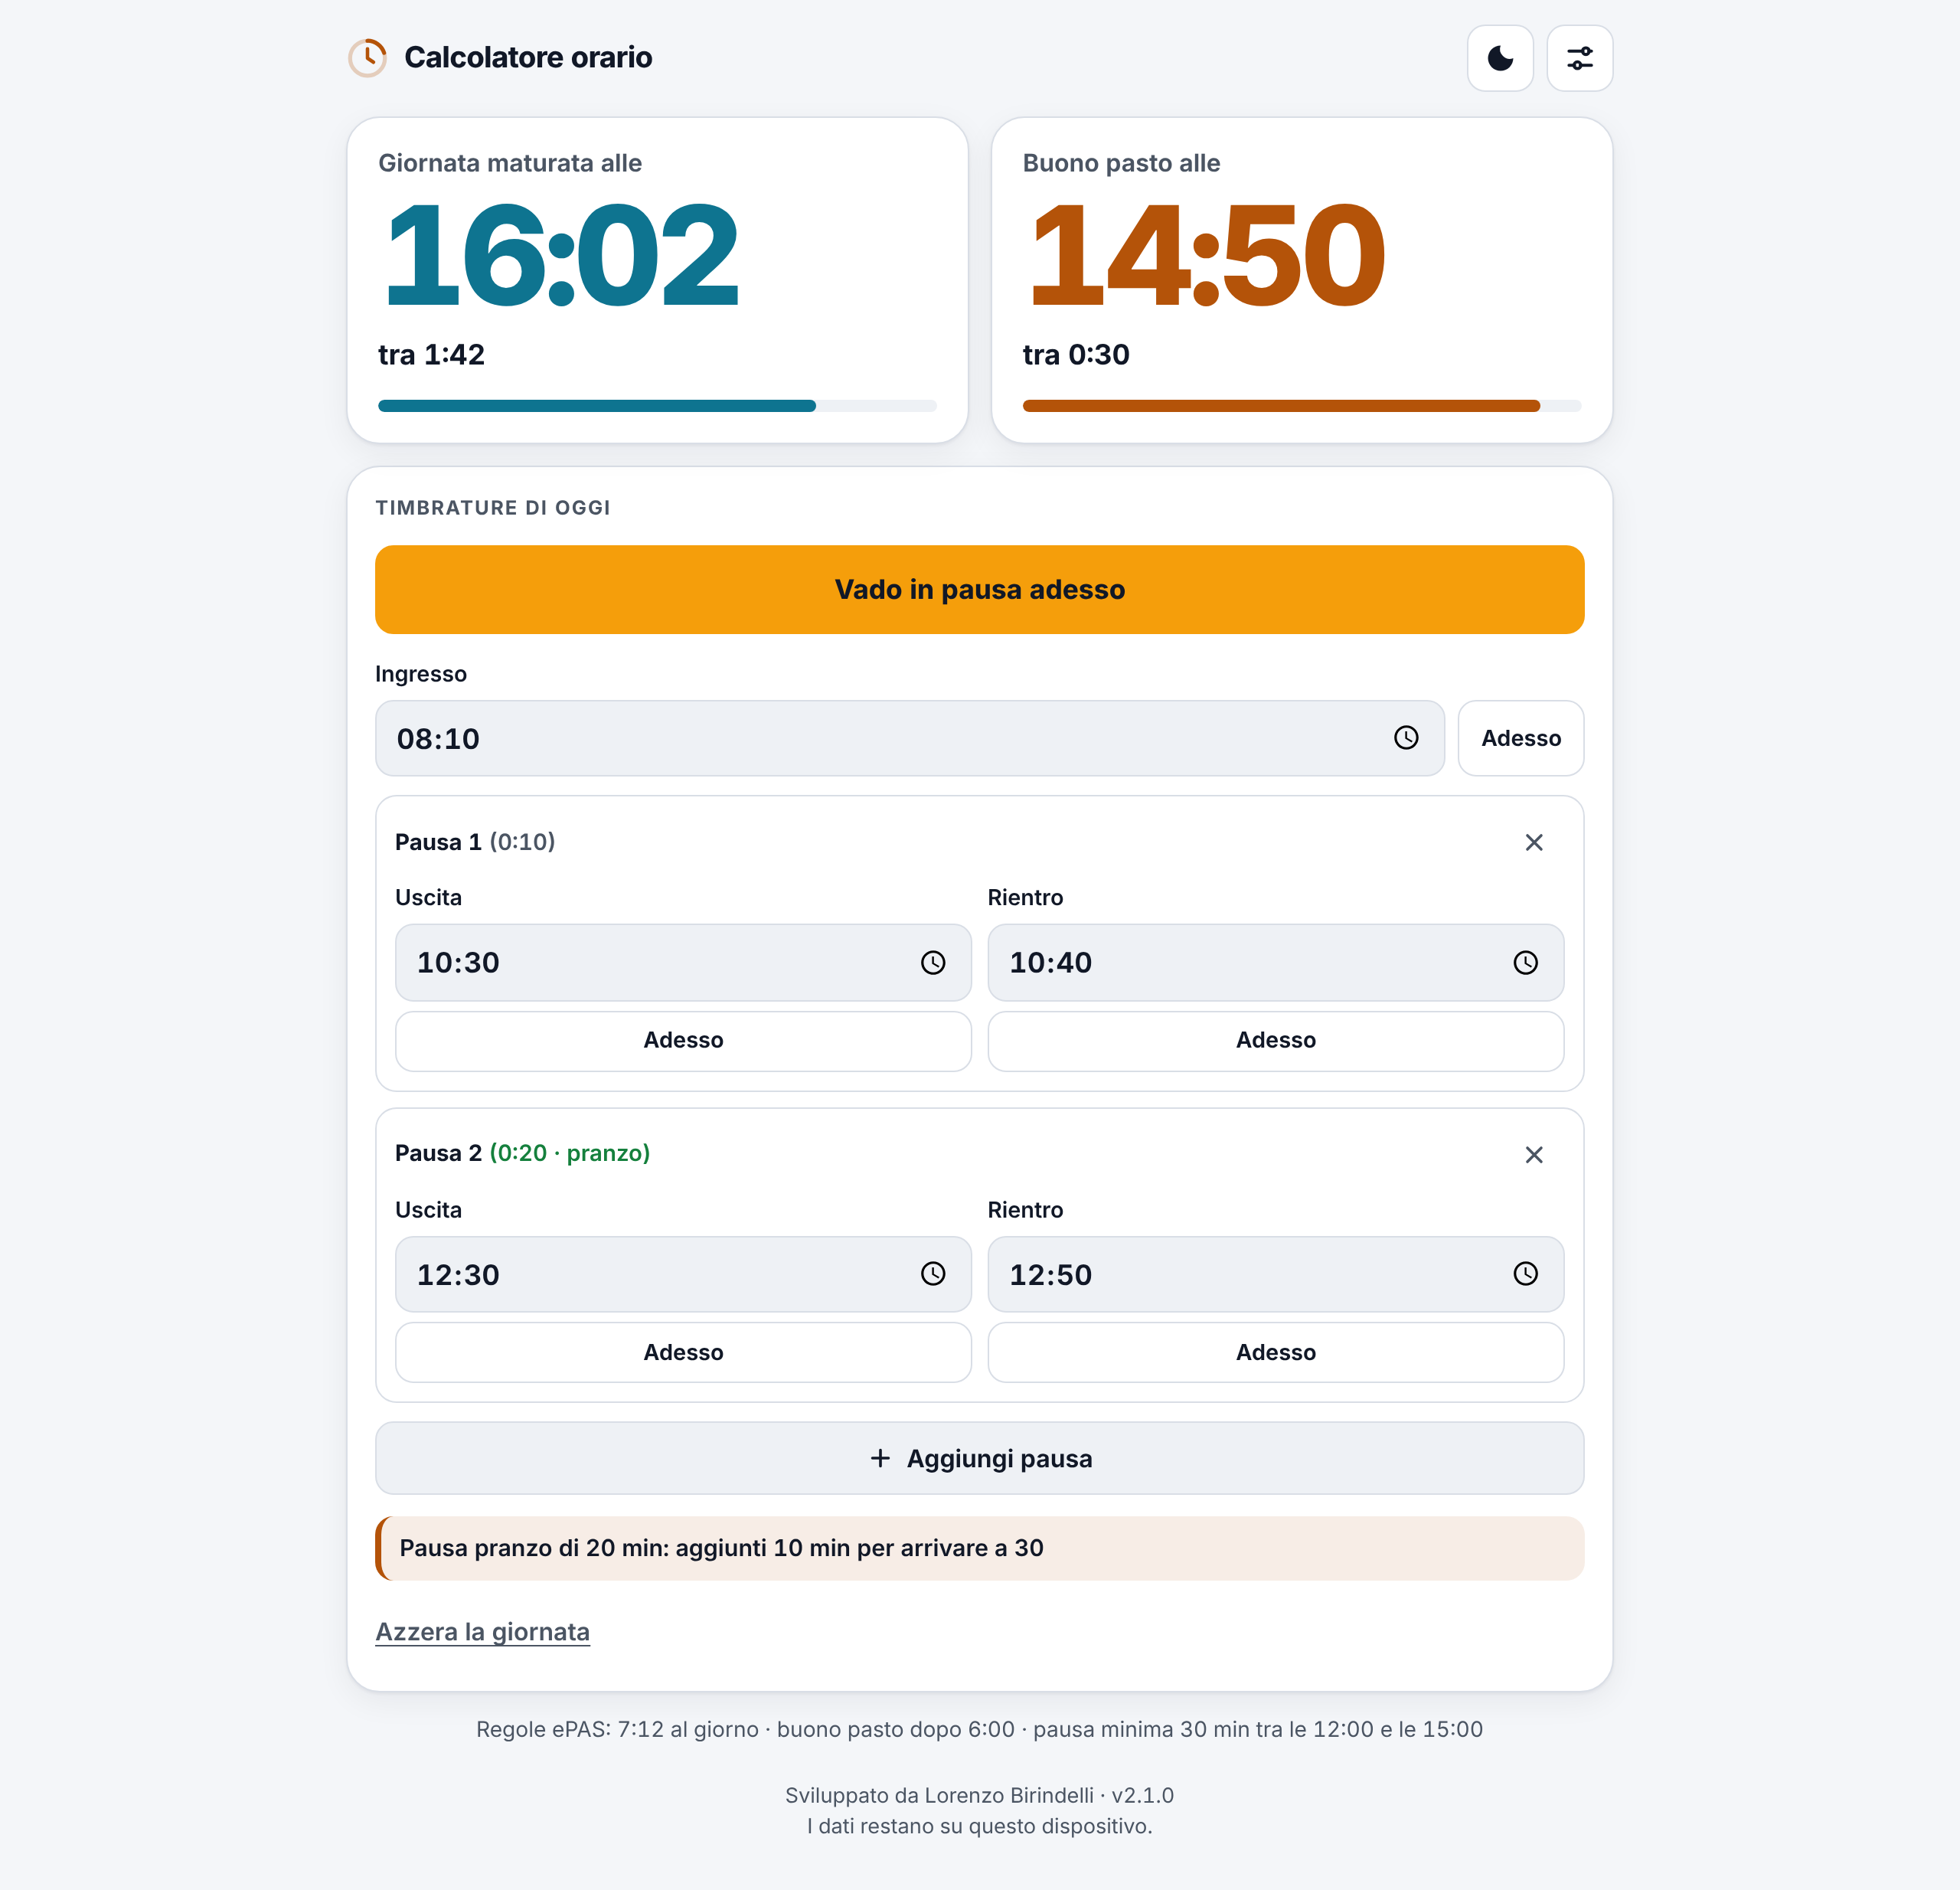 Calcolatore orario
Giornata maturata alle
16:02
tra 1:42
Buono pasto alle
14:50
tra 0:30
TIMBRATURE DI OGGI
Vado in pausa adesso
Ingresso
08:10
Adesso
Pausa 1 (0:10)
Uscita
Rientro
10:30
10:40
Adesso
Adesso
Pausa 2 (0:20 · pranzo)
Uscita
Rientro
12:30
12:50
Adesso
Adesso
+ Aggiungi pausa
Pausa pranzo di 20 min: aggiunti 10 min per arrivare a 30
Azzera la giornata
Regole ePAS: 7:12 al giorno · buono pasto dopo 6:00 · pausa minima 30 min tra le 12:00 e le 15:00
Sviluppato da Lorenzo Birindelli · v2.1.0
I dati restano su questo dispositivo.